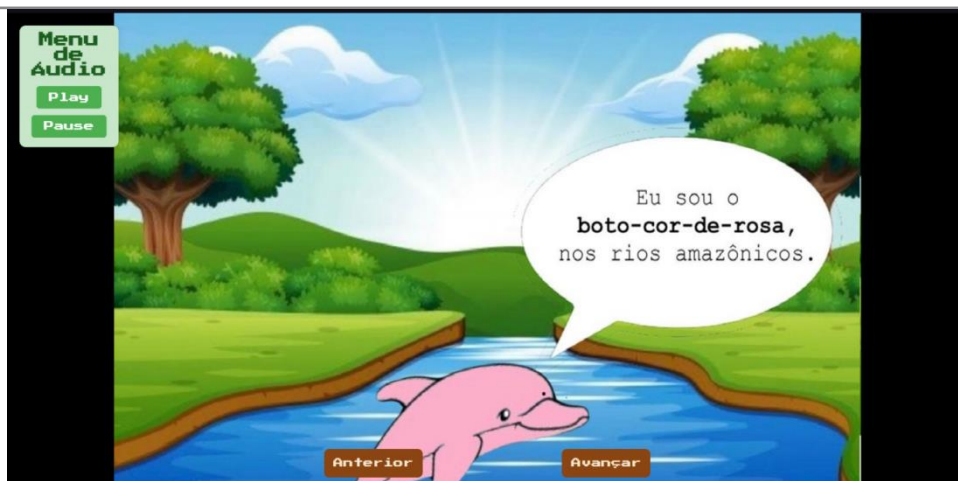 Menu
de
Áudio
Play
Pause
Eu sou o
boto-cor-de-rosa,
nos rios amazônicos.
Anterior
Avançar